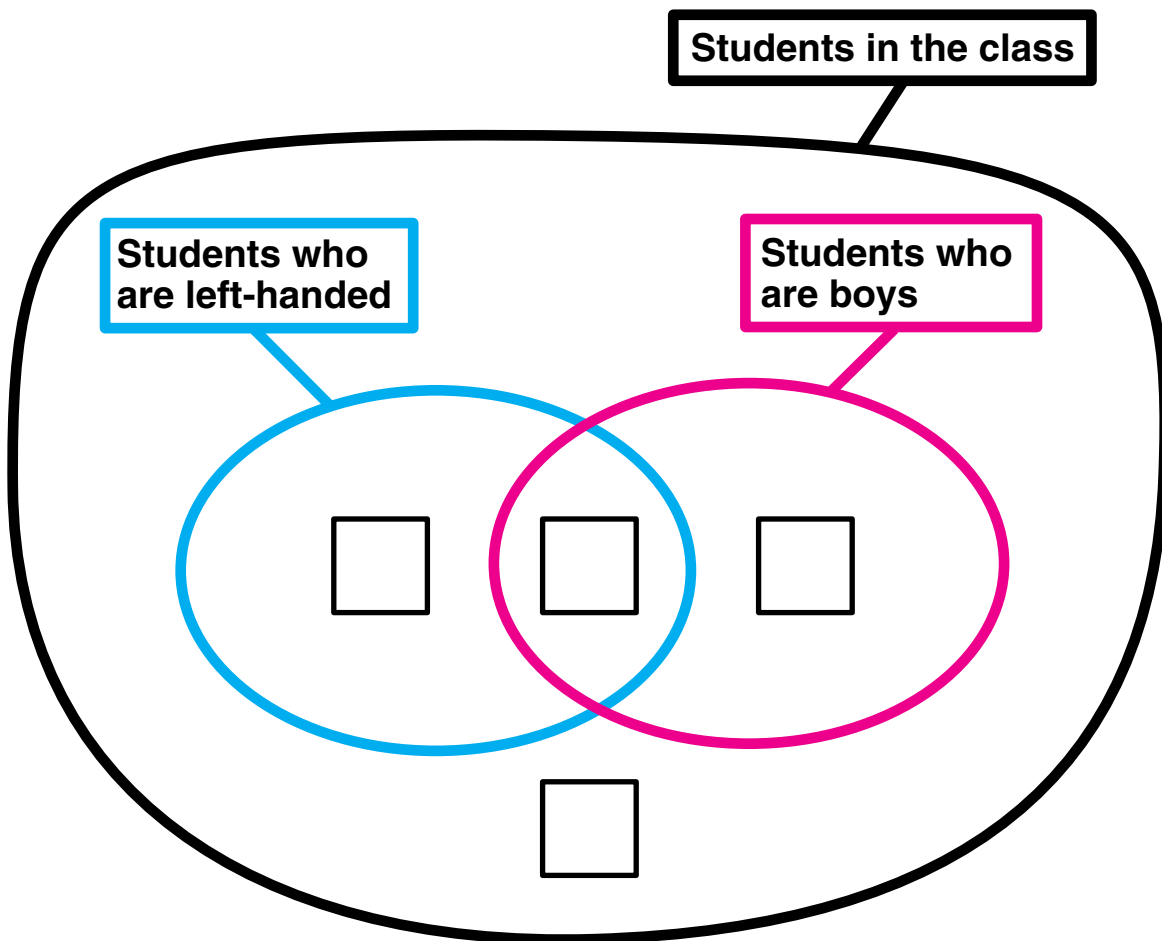 Students in the class
Students who
are left-handed
Students who
are boys